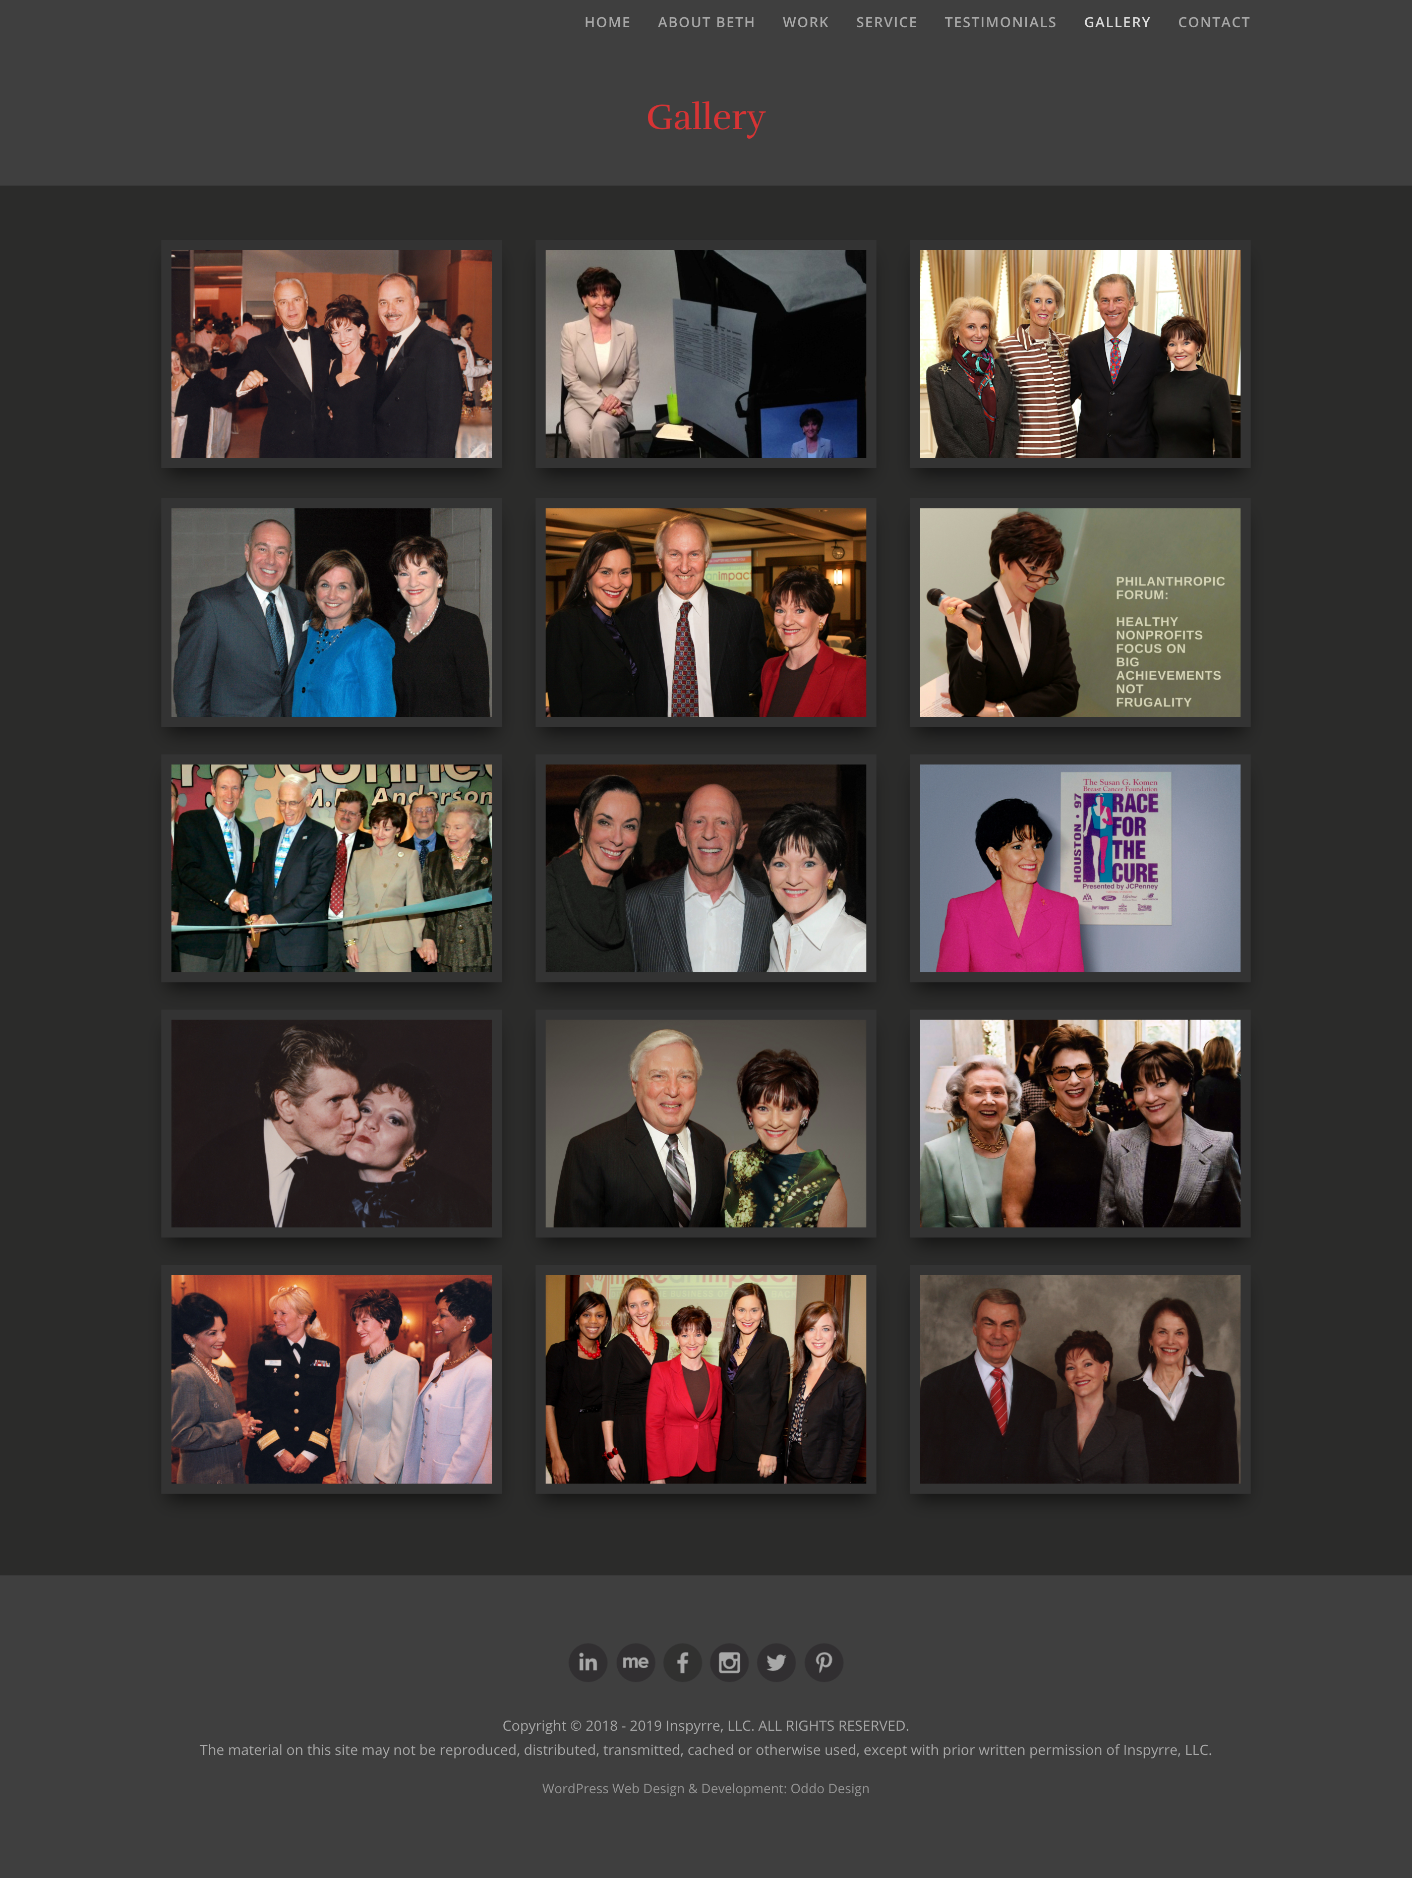 HOME ABOUT BETH WORK SERVICE TESTIMONIALS GALLERY CONTACT
Gallery
impact
PHILANTHROPIC
FORUM:
HEALTHY
NONPROFITS
FOCUS ON
BIG
ACHIEVEMENTS
NOT
FRUGALITY
M.D. Anderson
The Susan G. Komen
Breast Cancer Foundation
HOUSTON • 97
RACE
FOR
THE
CURE
Presented by JCPenney
in me f
Copyright © 2018 - 2019 Inspyrre, LLC. ALL RIGHTS RESERVED.
The material on this site may not be reproduced, distributed, transmitted, cached or otherwise used, except with prior written permission of Inspyrre, LLC.
WordPress Web Design & Development: Oddo Design